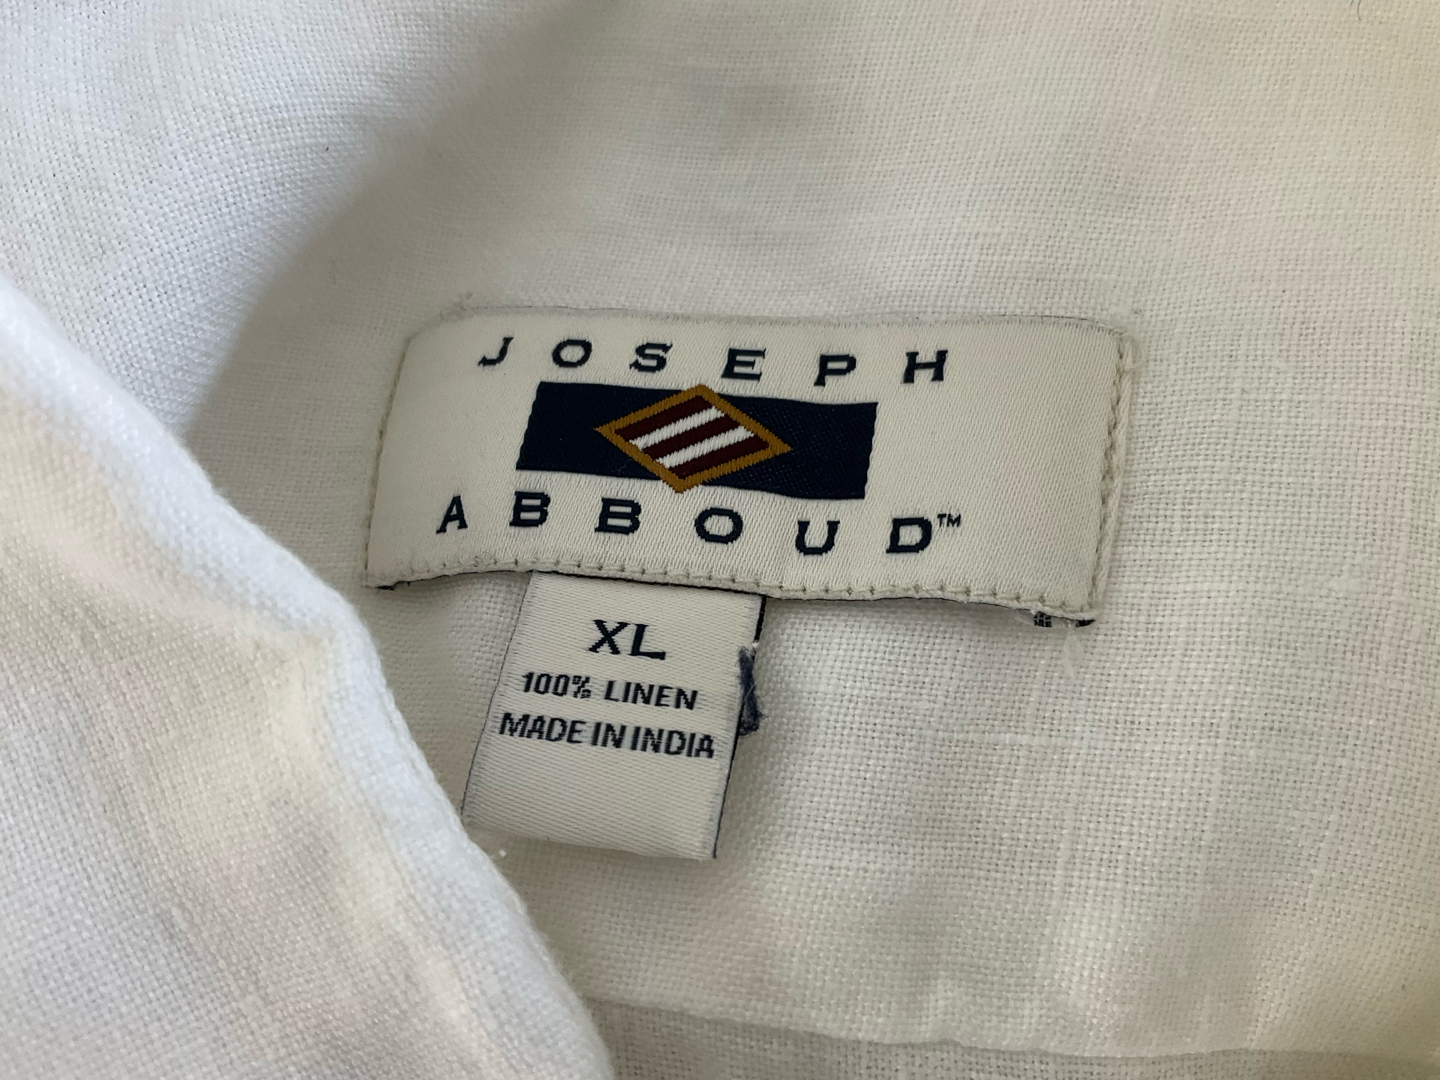 JOSEPH
ABBOUD™
XL
100% LINEN
MADE IN INDIA